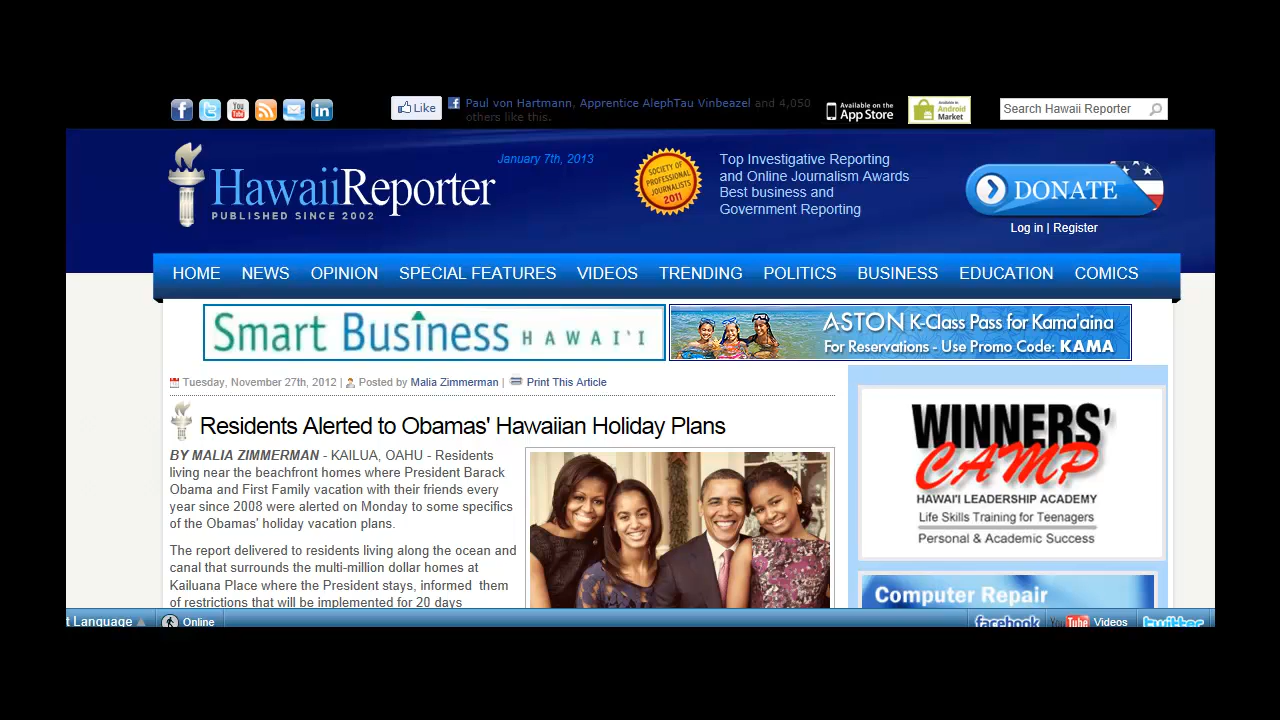 Like
Paul von Hartmann, Apprentice AlephTau Vinbeazel and 4,050
others like this.
Available on the
App Store
Available in
Android
Market
Search Hawaii Reporter
You
Tube
January 7th, 2013
HawaiiReporter
PUBLISHED SINCE 2002
SOCIETY OF
PROFESSIONAL
JOURNALISTS
2011
Top Investigative Reporting
and Online Journalism Awards
Best business and
Government Reporting
DONATE
Log in | Register
HOME NEWS OPINION SPECIAL FEATURES VIDEOS TRENDING POLITICS BUSINESS EDUCATION COMICS
Smart Business HAWAI'I
ASTON K-Class Pass for Kama'aina
For Reservations - Use Promo Code: KAMA
Tuesday, November 27th, 2012 | Posted by Malia Zimmerman | Print This Article
Residents Alerted to Obamas' Hawaiian Holiday Plans
BY MALIA ZIMMERMAN - KAILUA, OAHU - Residents
living near the beachfront homes where President Barack
Obama and First Family vacation with their friends every
year since 2008 were alerted on Monday to some specifics
of the Obamas' holiday vacation plans.
The report delivered to residents living along the ocean and
canal that surrounds the multi-million dollar homes at
Kailuana Place where the President stays, informed them
of restrictions that will be implemented for 20 days
WINNERS'
CAMP
HAWAI'I LEADERSHIP ACADEMY
Life Skills Training for Teenagers
Personal & Academic Success
Computer Repair
t Language
Online
facebook
YouTube Videos
twitter